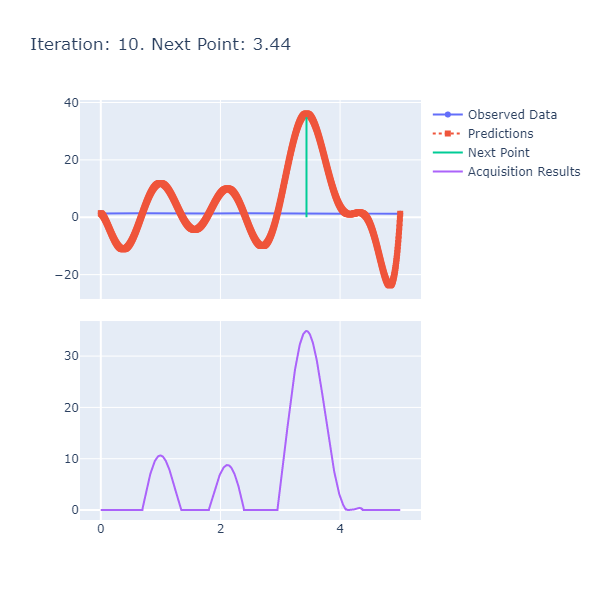 Iteration: 10. Next Point: 3.44
40
20
0
−20
Observed Data
Predictions
Next Point
Acquisition Results
30
20
10
0
0 2 4